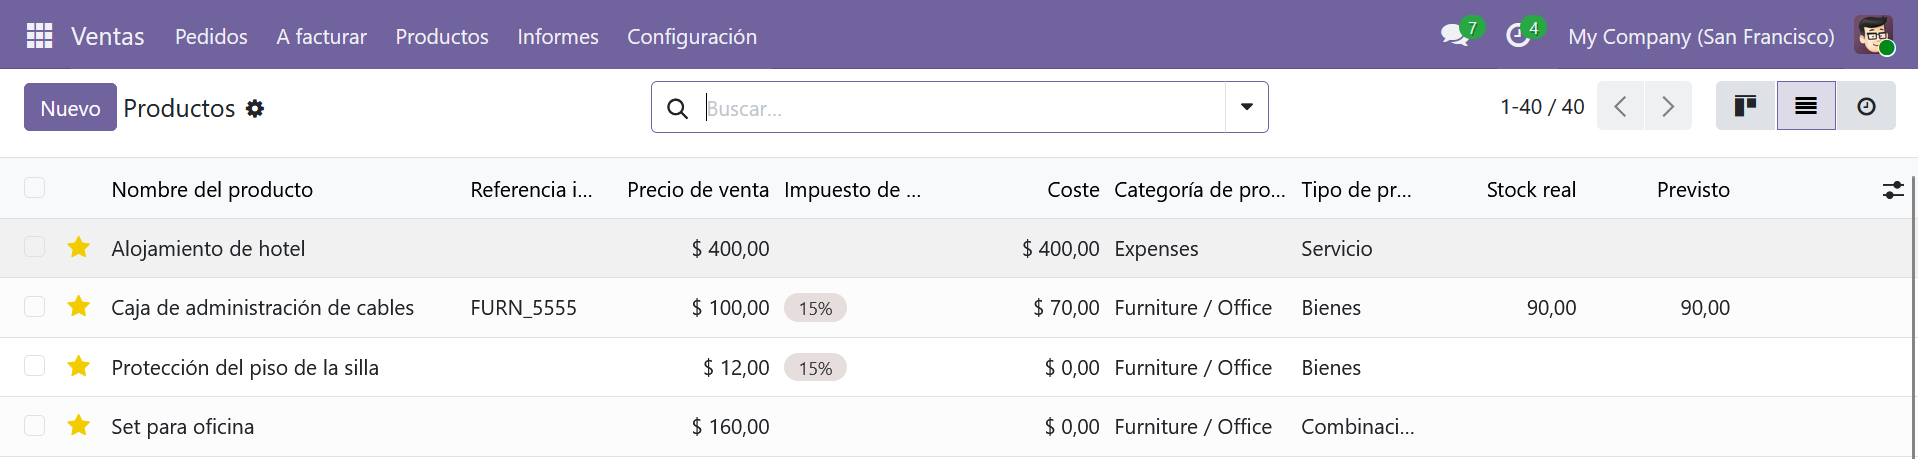 Ventas Pedidos A facturar Productos Informes Configuración 7 4 My Company (San Francisco)
Nuevo Productos Buscar... 1-40 / 40
Nombre del producto Referencia i... Precio de venta Impuesto de ... Coste Categoría de pro... Tipo de pr... Stock real Previsto
Alojamiento de hotel $ 400,00 $ 400,00 Expenses Servicio
Caja de administración de cables FURN_5555 $ 100,00 15% $ 70,00 Furniture / Office Bienes 90,00 90,00
Protección del piso de la silla $ 12,00 15% $ 0,00 Furniture / Office Bienes
Set para oficina $ 160,00 $ 0,00 Furniture / Office Combinaci...